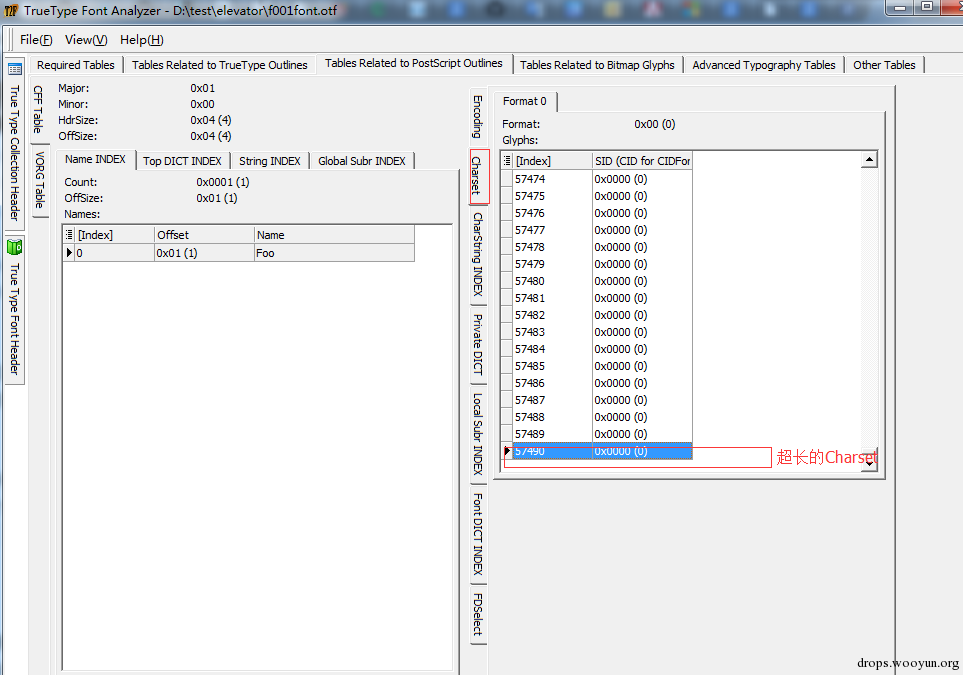 TrueType Font Analyzer - D:\test\elevator\f001font.otf
File(F) View(V) Help(H)
Required Tables Tables Related to TrueType Outlines Tables Related to PostScript Outlines Tables Related to Bitmap Glyphs Advanced Typography Tables Other Tables
True Type Collection Header
True Type Font Header
CFF Table
VORG Table
Major: 0x01
Minor: 0x00
HdrSize: 0x04 (4)
OffSize: 0x04 (4)
Name INDEX Top DICT INDEX String INDEX Global Subr INDEX
Count: 0x0001 (1)
OffSize: 0x01 (1)
Names:
[Index] Offset Name
0 0x01 (1) Foo
Encoding
Charset
CharString INDEX
Private DICT
Local Subr INDEX
Font DICT INDEX
FDSelect
Format 0
Format: 0x00 (0)
Glyphs:
[Index] SID (CID for CIDFor
57474 0x0000 (0)
57475 0x0000 (0)
57476 0x0000 (0)
57477 0x0000 (0)
57478 0x0000 (0)
57479 0x0000 (0)
57480 0x0000 (0)
57481 0x0000 (0)
57482 0x0000 (0)
57483 0x0000 (0)
57484 0x0000 (0)
57485 0x0000 (0)
57486 0x0000 (0)
57487 0x0000 (0)
57488 0x0000 (0)
57489 0x0000 (0)
57490 0x0000 (0)
超长的Charset
drops.wooyun.org